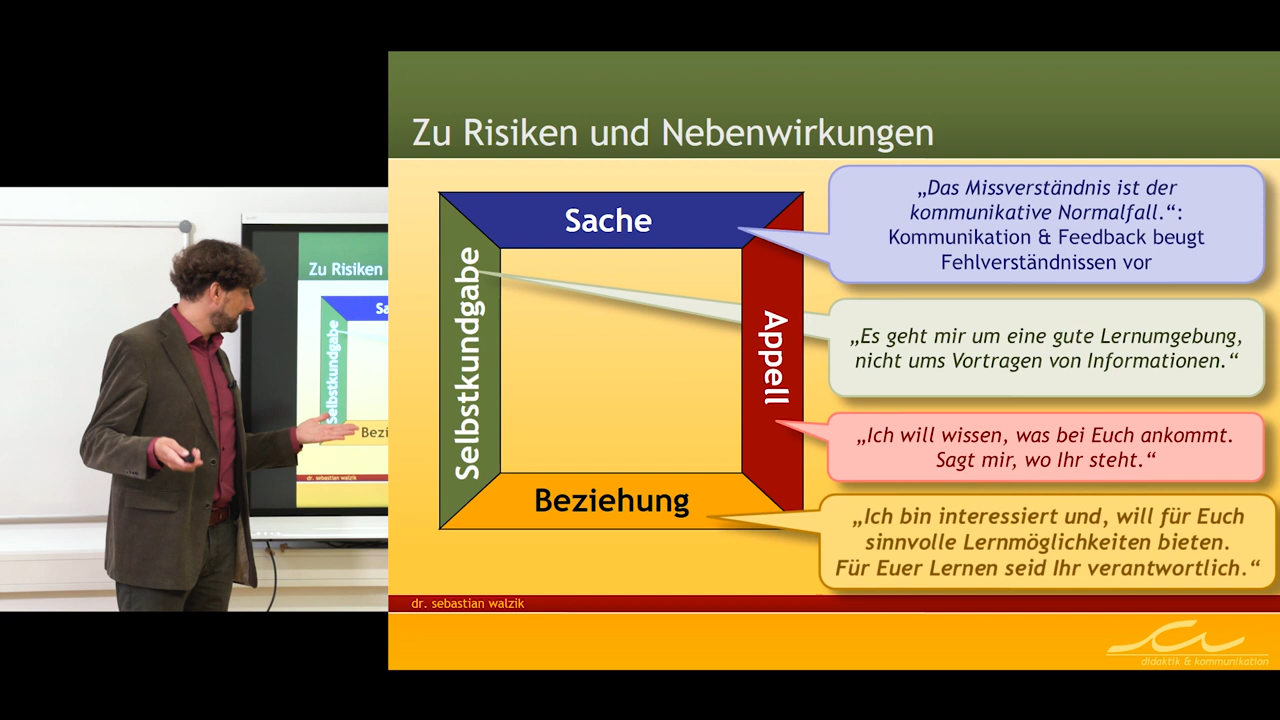 Zu Risiken und Nebenwirkungen
Sache
Selbstkundgabe
Appell
Beziehung
„Das Missverständnis ist der
kommunikative Normalfall.“:
Kommunikation & Feedback beugt
Fehlverständnissen vor
„Es geht mir um eine gute Lernumgebung,
nicht ums Vortragen von Informationen.“
„Ich will wissen, was bei Euch ankommt.
Sagt mir, wo Ihr steht.“
„Ich bin interessiert und, will für Euch
sinnvolle Lernmöglichkeiten bieten.
Für Euer Lernen seid Ihr verantwortlich.“
dr. sebastian walzik
didaktik & kommunikation
Zu Risiken
Sa
Selbstkundgabe
Bezi
dr. sebastian walzik